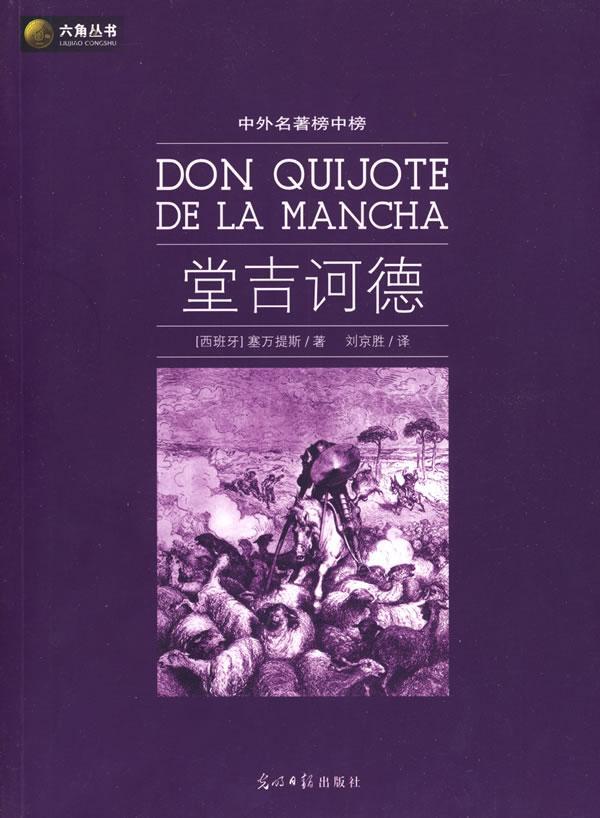 六角丛书
LIUJIAO CONGSHU
中外名著榜中榜
DON QUIJOTE
DE LA MANCHA
堂吉诃德
[西班牙] 塞万提斯 / 著 刘京胜 / 译
光明日报出版社